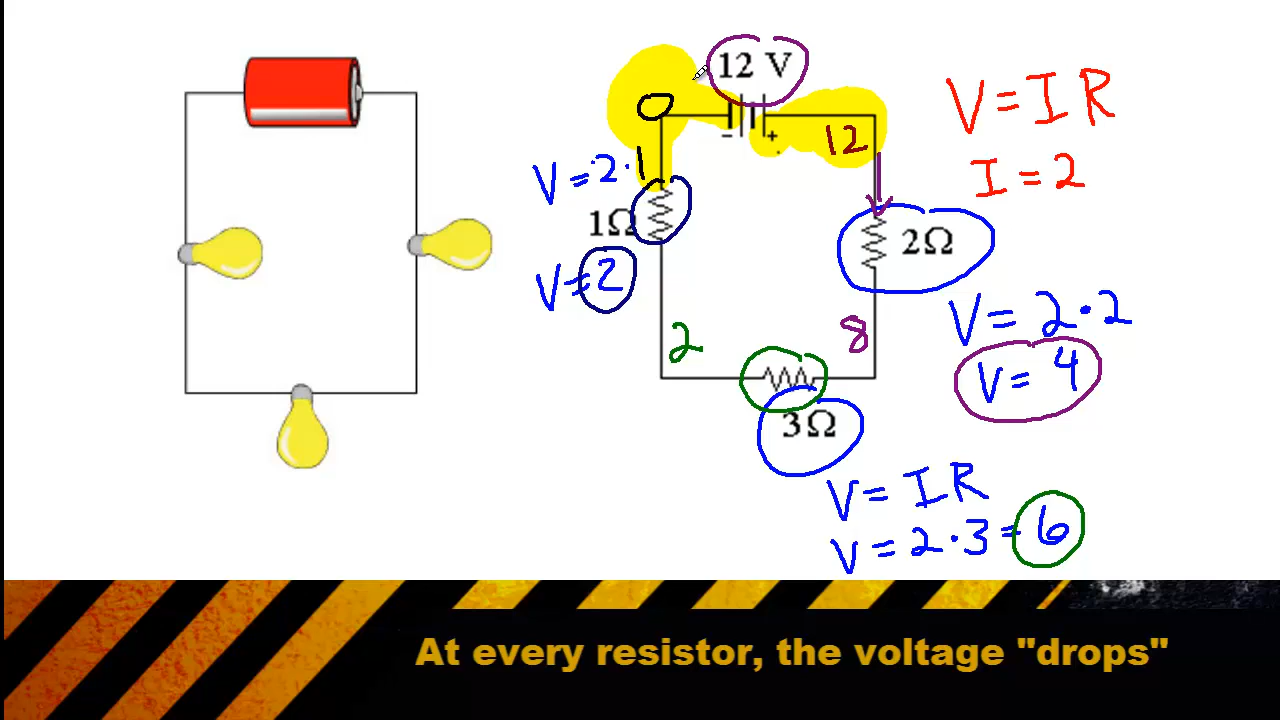 12 V
- +
12
V = I R
I = 2
V = 2 · 1
1Ω
V = 2
2Ω
V = 2 · 2
V = 4
2
8
3Ω
V = I R
V = 2 · 3 = 6
0
At every resistor, the voltage "drops"